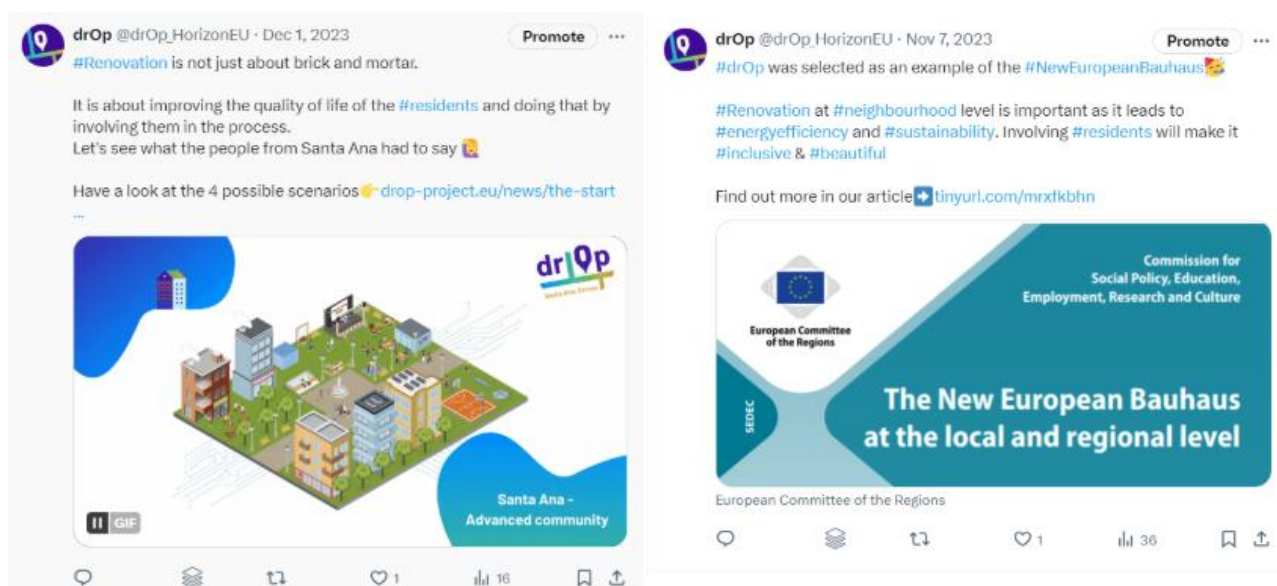 drOp @drOp_HorizonEU · Dec 1, 2023
Promote
#Renovation is not just about brick and mortar.
It is about improving the quality of life of the #residents and doing that by
involving them in the process.
Let's see what the people from Santa Ana had to say 🙋
Have a look at the 4 possible scenarios👉drop-project.eu/news/the-start
...
drOp
Santa Ana -
Advanced community
GIF
1
16
drOp @drOp_HorizonEU · Nov 7, 2023
Promote
#drOp was selected as an example of the #NewEuropeanBauhaus🥳
#Renovation at #neighbourhood level is important as it leads to
#energyefficiency and #sustainability. Involving #residents will make it
#inclusive & #beautiful
Find out more in our article➡️tinyurl.com/mrxfkbhn
Commission for
Social Policy, Education,
Employment, Research and Culture
European Committee
of the Regions
SEDEC
The New European Bauhaus
at the local and regional level
European Committee of the Regions
1
36